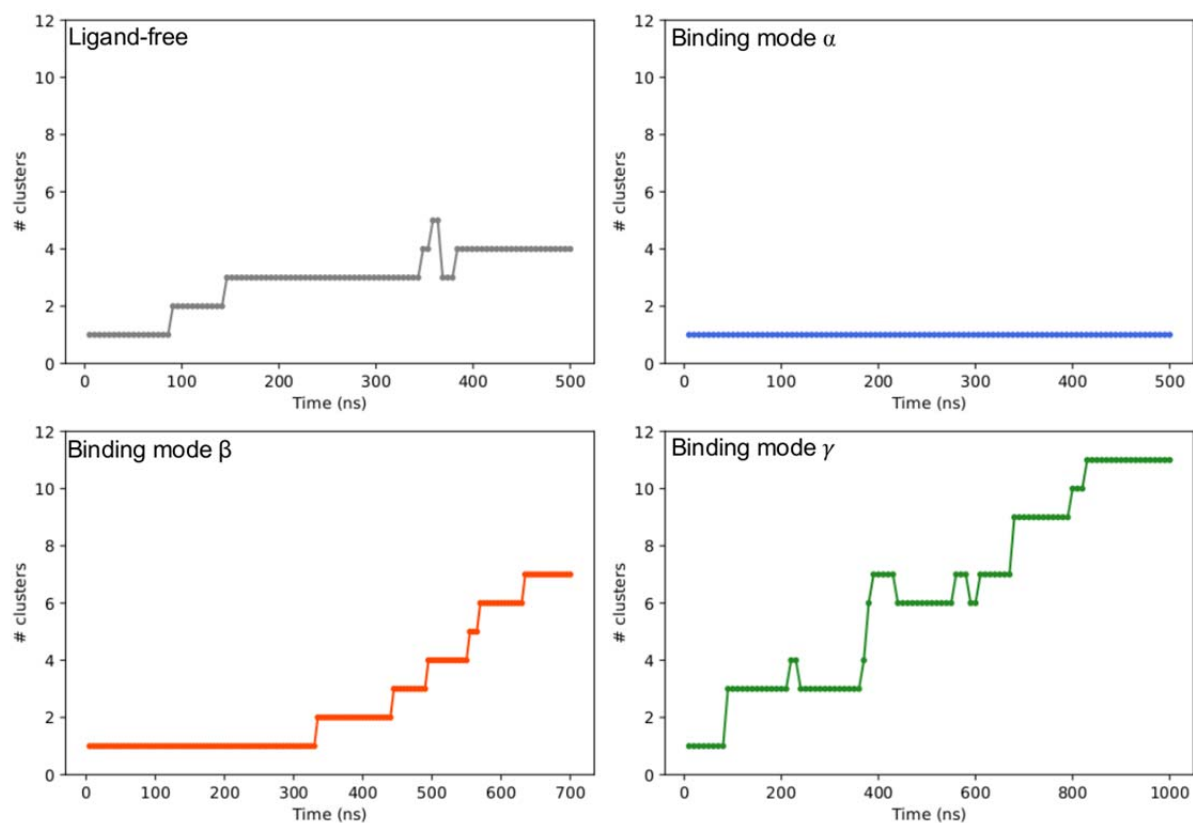 Ligand-free
12
10
8
6
4
2
0
# clusters
0 100 200 300 400 500
Time (ns)
Binding mode α
12
10
8
6
4
2
0
# clusters
0 100 200 300 400 500
Time (ns)
Binding mode β
12
10
8
6
4
2
0
# clusters
0 100 200 300 400 500 600 700
Time (ns)
Binding mode γ
12
10
8
6
4
2
0
# clusters
0 200 400 600 800 1000
Time (ns)